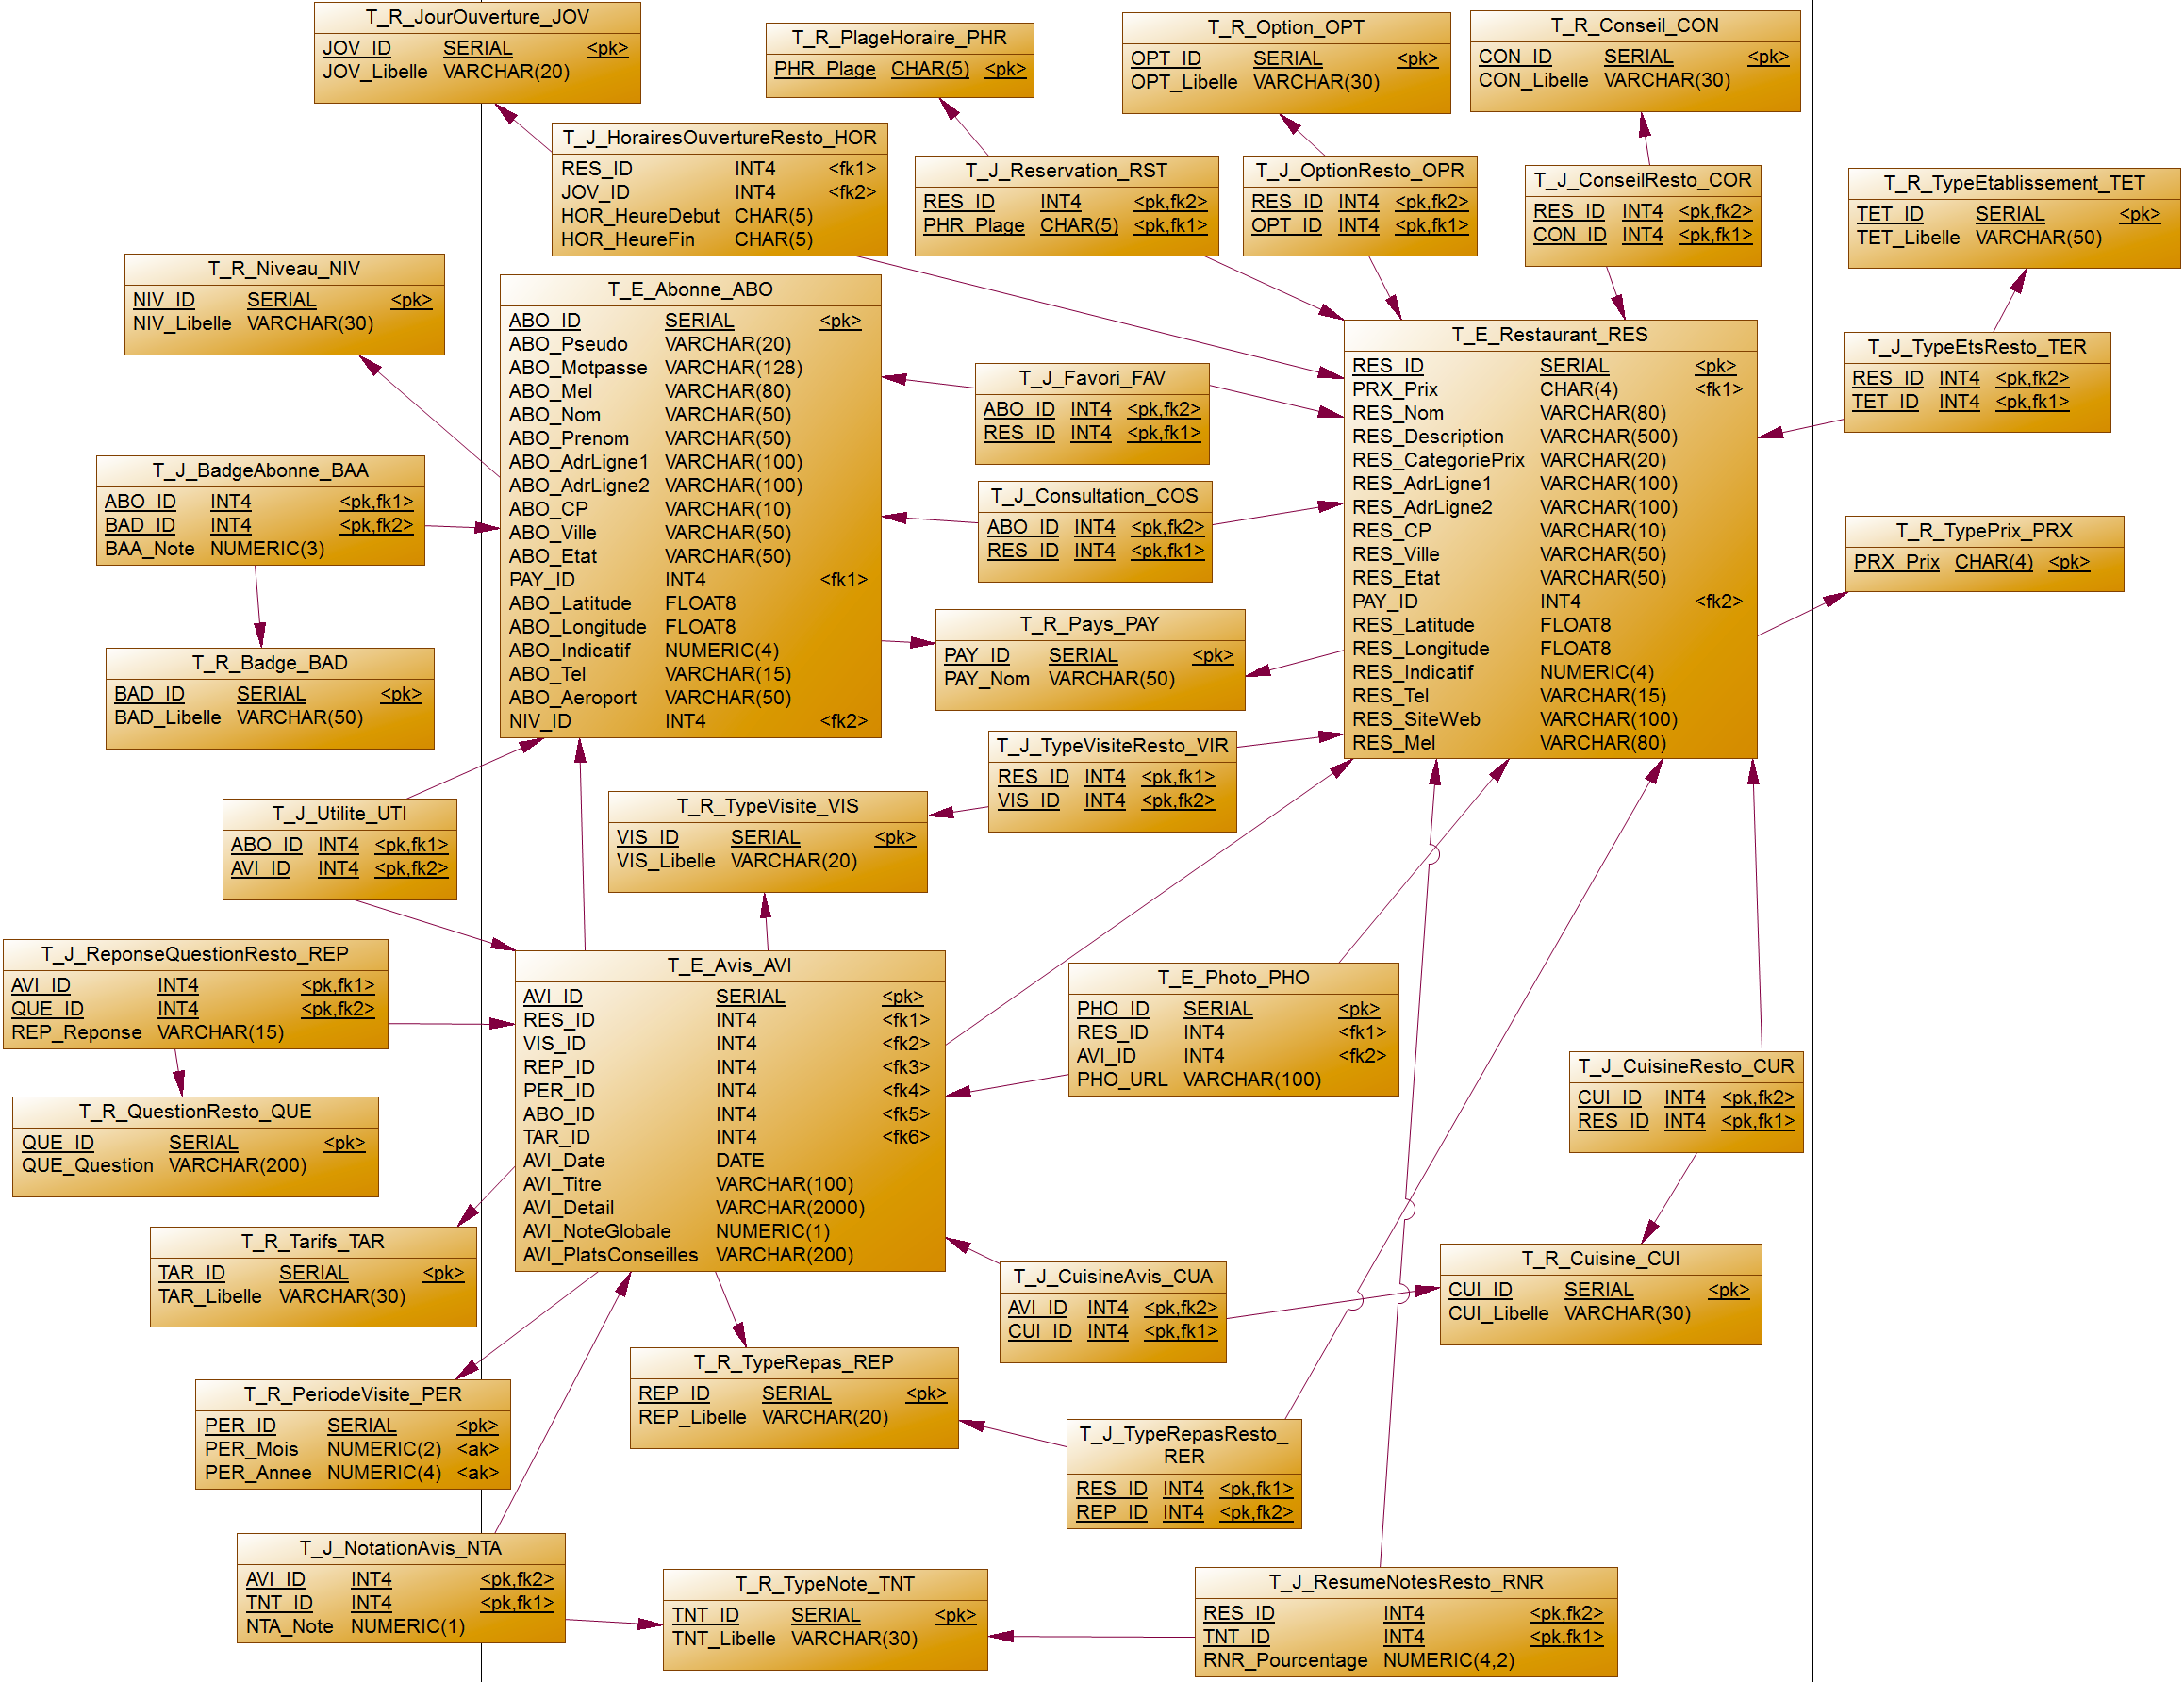 T_R_JourOuverture_JOV
JOV_ID SERIAL <pk>
JOV_Libelle VARCHAR(20)
T_R_PlageHoraire_PHR
PHR_Plage CHAR(5) <pk>
T_R_Option_OPT
OPT_ID SERIAL <pk>
OPT_Libelle VARCHAR(30)
T_R_Conseil_CON
CON_ID SERIAL <pk>
CON_Libelle VARCHAR(30)
T_J_HorairesOuvertureResto_HOR
RES_ID INT4 <fk1>
JOV_ID INT4 <fk2>
HOR_HeureDebut CHAR(5)
HOR_HeureFin CHAR(5)
T_J_Reservation_RST
RES_ID INT4 <pk,fk2>
PHR_Plage CHAR(5) <pk,fk1>
T_J_OptionResto_OPR
RES_ID INT4 <pk,fk2>
OPT_ID INT4 <pk,fk1>
T_J_ConseilResto_COR
RES_ID INT4 <pk,fk2>
CON_ID INT4 <pk,fk1>
T_R_TypeEtablissement_TET
TET_ID SERIAL <pk>
TET_Libelle VARCHAR(50)
T_R_Niveau_NIV
NIV_ID SERIAL <pk>
NIV_Libelle VARCHAR(30)
T_E_Abonne_ABO
ABO_ID SERIAL <pk>
ABO_Pseudo VARCHAR(20)
ABO_Motpasse VARCHAR(128)
ABO_Mel VARCHAR(80)
ABO_Nom VARCHAR(50)
ABO_Prenom VARCHAR(50)
ABO_AdrLigne1 VARCHAR(100)
ABO_AdrLigne2 VARCHAR(100)
ABO_CP VARCHAR(10)
ABO_Ville VARCHAR(50)
ABO_Etat VARCHAR(50)
PAY_ID INT4 <fk1>
ABO_Latitude FLOAT8
ABO_Longitude FLOAT8
ABO_Indicatif NUMERIC(4)
ABO_Tel VARCHAR(15)
ABO_Aeroport VARCHAR(50)
NIV_ID INT4 <fk2>
T_J_Favori_FAV
ABO_ID INT4 <pk,fk2>
RES_ID INT4 <pk,fk1>
T_E_Restaurant_RES
RES_ID SERIAL <pk>
PRX_Prix CHAR(4) <fk1>
RES_Nom VARCHAR(80)
RES_Description VARCHAR(500)
RES_CategoriePrix VARCHAR(20)
RES_AdrLigne1 VARCHAR(100)
RES_AdrLigne2 VARCHAR(100)
RES_CP VARCHAR(10)
RES_Ville VARCHAR(50)
RES_Etat VARCHAR(50)
PAY_ID INT4 <fk2>
RES_Latitude FLOAT8
RES_Longitude FLOAT8
RES_Indicatif NUMERIC(4)
RES_Tel VARCHAR(15)
RES_SiteWeb VARCHAR(100)
RES_Mel VARCHAR(80)
T_J_TypeEtsResto_TER
RES_ID INT4 <pk,fk2>
TET_ID INT4 <pk,fk1>
T_J_BadgeAbonne_BAA
ABO_ID INT4 <pk,fk1>
BAD_ID INT4 <pk,fk2>
BAA_Note NUMERIC(3)
T_J_Consultation_COS
ABO_ID INT4 <pk,fk2>
RES_ID INT4 <pk,fk1>
T_R_TypePrix_PRX
PRX_Prix CHAR(4) <pk>
T_R_Badge_BAD
BAD_ID SERIAL <pk>
BAD_Libelle VARCHAR(50)
T_R_Pays_PAY
PAY_ID SERIAL <pk>
PAY_Nom VARCHAR(50)
T_J_TypeVisiteResto_VIR
RES_ID INT4 <pk,fk1>
VIS_ID INT4 <pk,fk2>
T_J_Utilite_UTI
ABO_ID INT4 <pk,fk1>
AVI_ID INT4 <pk,fk2>
T_R_TypeVisite_VIS
VIS_ID SERIAL <pk>
VIS_Libelle VARCHAR(20)
T_J_ReponseQuestionResto_REP
AVI_ID INT4 <pk,fk1>
QUE_ID INT4 <pk,fk2>
REP_Reponse VARCHAR(15)
T_E_Avis_AVI
AVI_ID SERIAL <pk>
RES_ID INT4 <fk1>
VIS_ID INT4 <fk2>
REP_ID INT4 <fk3>
PER_ID INT4 <fk4>
ABO_ID INT4 <fk5>
TAR_ID INT4 <fk6>
AVI_Date DATE
AVI_Titre VARCHAR(100)
AVI_Detail VARCHAR(2000)
AVI_NoteGlobale NUMERIC(1)
AVI_PlatsConseilles VARCHAR(200)
T_E_Photo_PHO
PHO_ID SERIAL <pk>
RES_ID INT4 <fk1>
AVI_ID INT4 <fk2>
PHO_URL VARCHAR(100)
T_J_CuisineResto_CUR
CUI_ID INT4 <pk,fk2>
RES_ID INT4 <pk,fk1>
T_R_QuestionResto_QUE
QUE_ID SERIAL <pk>
QUE_Question VARCHAR(200)
T_R_Tarifs_TAR
TAR_ID SERIAL <pk>
TAR_Libelle VARCHAR(30)
T_J_CuisineAvis_CUA
AVI_ID INT4 <pk,fk2>
CUI_ID INT4 <pk,fk1>
T_R_Cuisine_CUI
CUI_ID SERIAL <pk>
CUI_Libelle VARCHAR(30)
T_R_PeriodeVisite_PER
PER_ID SERIAL <pk>
PER_Mois NUMERIC(2) <ak>
PER_Annee NUMERIC(4) <ak>
T_R_TypeRepas_REP
REP_ID SERIAL <pk>
REP_Libelle VARCHAR(20)
T_J_TypeRepasResto_
RER
RES_ID INT4 <pk,fk1>
REP_ID INT4 <pk,fk2>
T_J_NotationAvis_NTA
AVI_ID INT4 <pk,fk2>
TNT_ID INT4 <pk,fk1>
NTA_Note NUMERIC(1)
T_R_TypeNote_TNT
TNT_ID SERIAL <pk>
TNT_Libelle VARCHAR(30)
T_J_ResumeNotesResto_RNR
RES_ID INT4 <pk,fk2>
TNT_ID INT4 <pk,fk1>
RNR_Pourcentage NUMERIC(4,2)